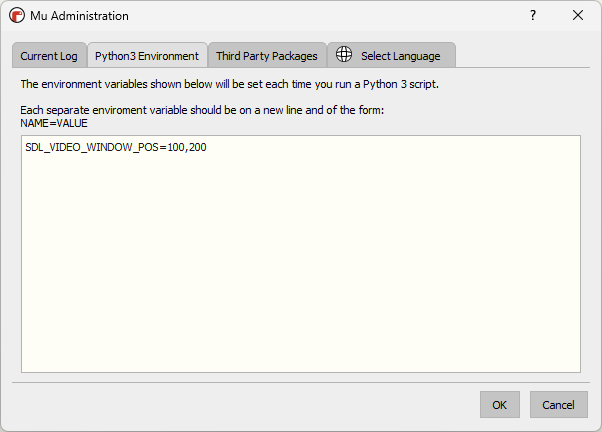 Mu Administration
?
Current Log
Python3 Environment
Third Party Packages
Select Language
The environment variables shown below will be set each time you run a Python 3 script.
Each separate enviroment variable should be on a new line and of the form:
NAME=VALUE
SDL_VIDEO_WINDOW_POS=100,200
OK
Cancel